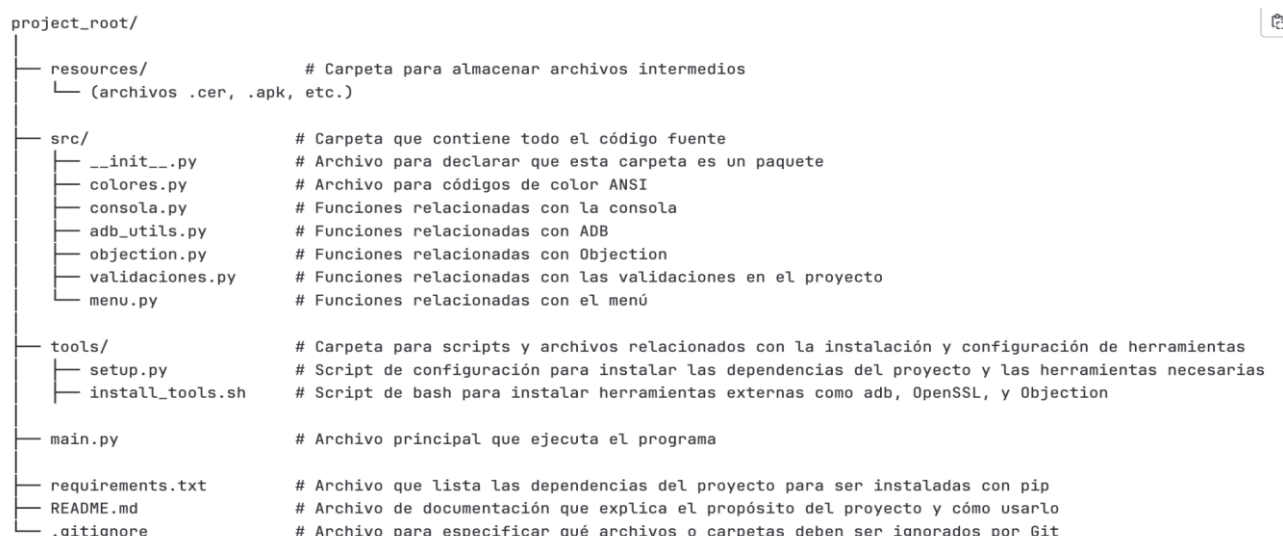 project_root/
resources/ # Carpeta para almacenar archivos intermedios
(archivos .cer, .apk, etc.)
src/ # Carpeta que contiene todo el código fuente
__init__.py # Archivo para declarar que esta carpeta es un paquete
colores.py # Archivo para códigos de color ANSI
consola.py # Funciones relacionadas con la consola
adb_utils.py # Funciones relacionadas con ADB
objection.py # Funciones relacionadas con Objection
validaciones.py # Funciones relacionadas con las validaciones en el proyecto
menu.py # Funciones relacionadas con el menú
tools/ # Carpeta para scripts y archivos relacionados con la instalación y configuración de herramientas
setup.py # Script de configuración para instalar las dependencias del proyecto y las herramientas necesarias
install_tools.sh # Script de bash para instalar herramientas externas como adb, OpenSSL, y Objection
main.py # Archivo principal que ejecuta el programa
requirements.txt # Archivo que lista las dependencias del proyecto para ser instaladas con pip
README.md # Archivo de documentación que explica el propósito del proyecto y cómo usarlo
.gitignore # Archivo para especificar qué archivos o carpetas deben ser ignorados por Git